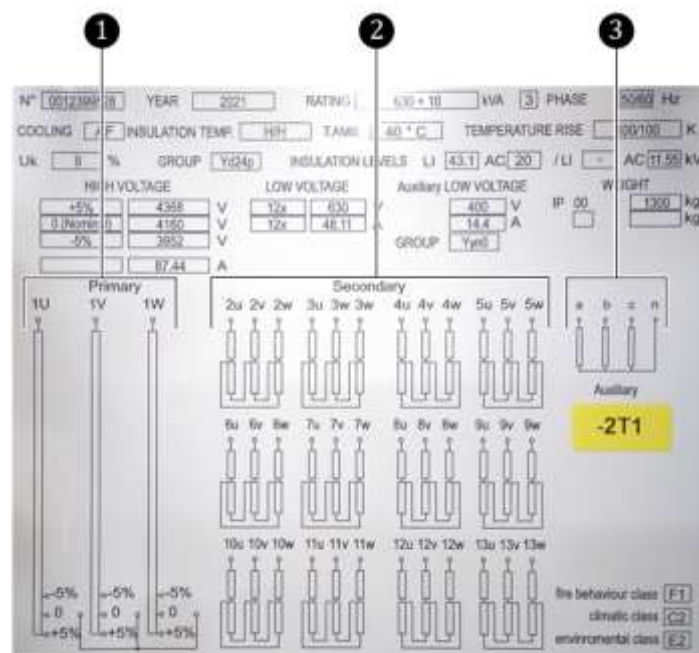 1 2 3
N° YEAR 2021 RATING 630 + 10 kVA 3 PHASE 50/60 Hz
COOLING AF INSULATION TEMP. H/H T.AMB. 40 °C TEMPERATURE RISE 100/100 K
Uk 8 % GROUP INSULATION LEVELS LI 43.1 AC 20 / LI - AC 11.55 kV
HIGH VOLTAGE LOW VOLTAGE Auxiliary LOW VOLTAGE WEIGHT
+5% 4368 V 12x 630 V 400 V IP 00 1300 kg
0 (Nominal) 4160 V 12x 48.11 A 14.4 A kg
-5% 3952 V GROUP Yyn0
87.44 A
Primary Secondary
1U 1V 1W 2u 2v 2w 3u 3w 3w 4u 4v 4w 5u 5v 5w a b c n
Auxiliary
-2T1
6u 6v 6w 7u 7v 7w 8u 8v 8w 9u 9v 9w
10u 10v 10w 11u 11v 11w 12u 12v 12w 13u 13v 13w
-5% -5% -5%
0 0 0
+5% +5% +5%
fire behaviour class F1
climatic class C2
environmental class E2